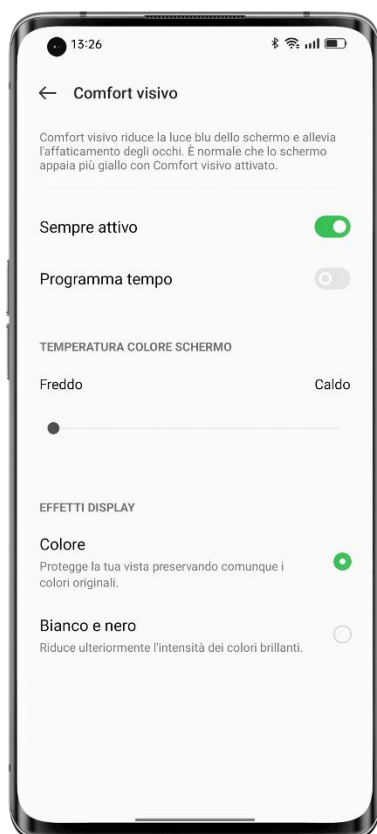 13:26
Comfort visivo
Comfort visivo riduce la luce blu dello schermo e allevia
l'affaticamento degli occhi. È normale che lo schermo
appaia più giallo con Comfort visivo attivato.
Sempre attivo
Programma tempo
TEMPERATURA COLORE SCHERMO
Freddo Caldo
EFFETTI DISPLAY
Colore
Protegge la tua vista preservando comunque i
colori originali.
Bianco e nero
Riduce ulteriormente l'intensità dei colori brillanti.